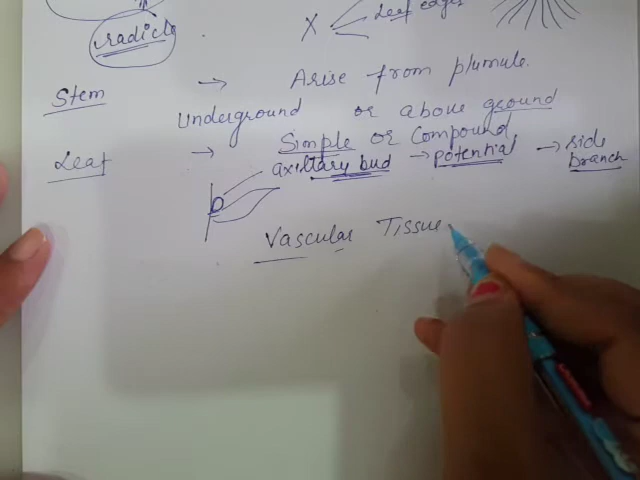 Leaf edges
radicle
X
Stem → Arise from plumule.
Underground or above ground
Leaf → Simple or Compound,
axillary bud → potential → side branch
Vascular Tissue